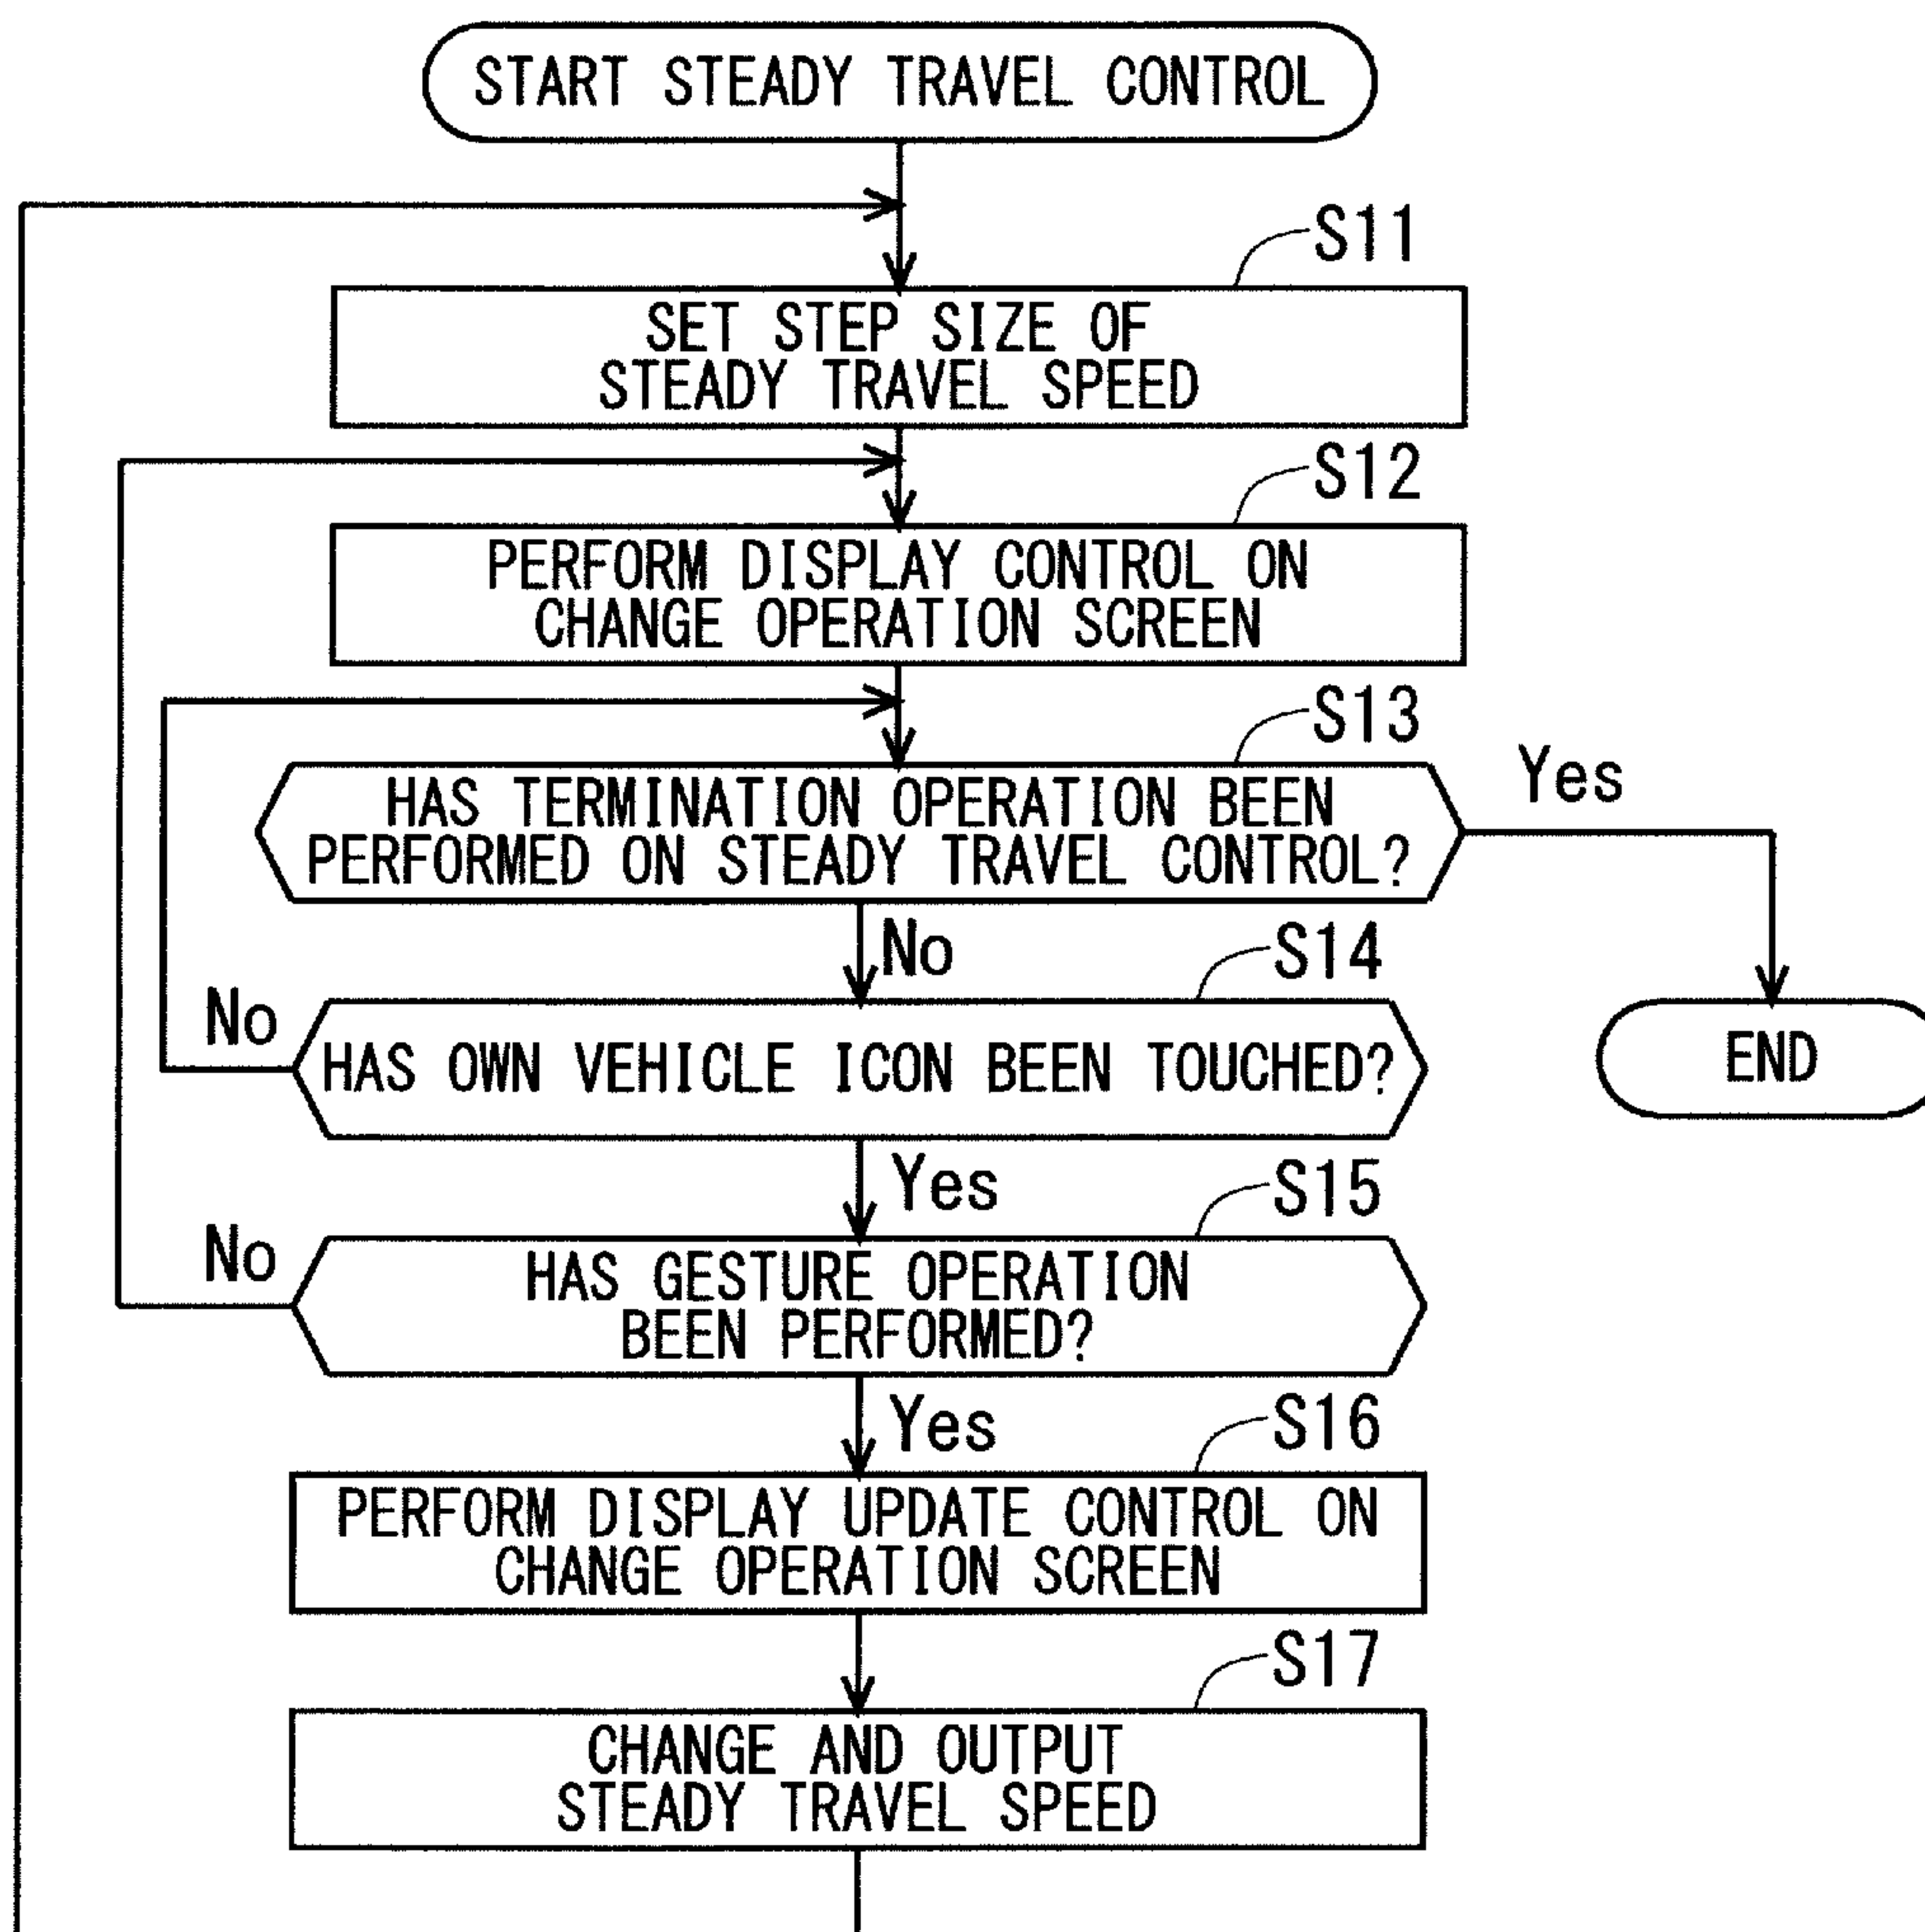 START STEADY TRAVEL CONTROL
S11
SET STEP SIZE OF
STEADY TRAVEL SPEED
S12
PERFORM DISPLAY CONTROL ON
CHANGE OPERATION SCREEN
S13
HAS TERMINATION OPERATION BEEN
PERFORMED ON STEADY TRAVEL CONTROL?
Yes
No
S14
No
HAS OWN VEHICLE ICON BEEN TOUCHED?
END
Yes
S15
No
HAS GESTURE OPERATION
BEEN PERFORMED?
Yes
S16
PERFORM DISPLAY UPDATE CONTROL ON
CHANGE OPERATION SCREEN
S17
CHANGE AND OUTPUT
STEADY TRAVEL SPEED